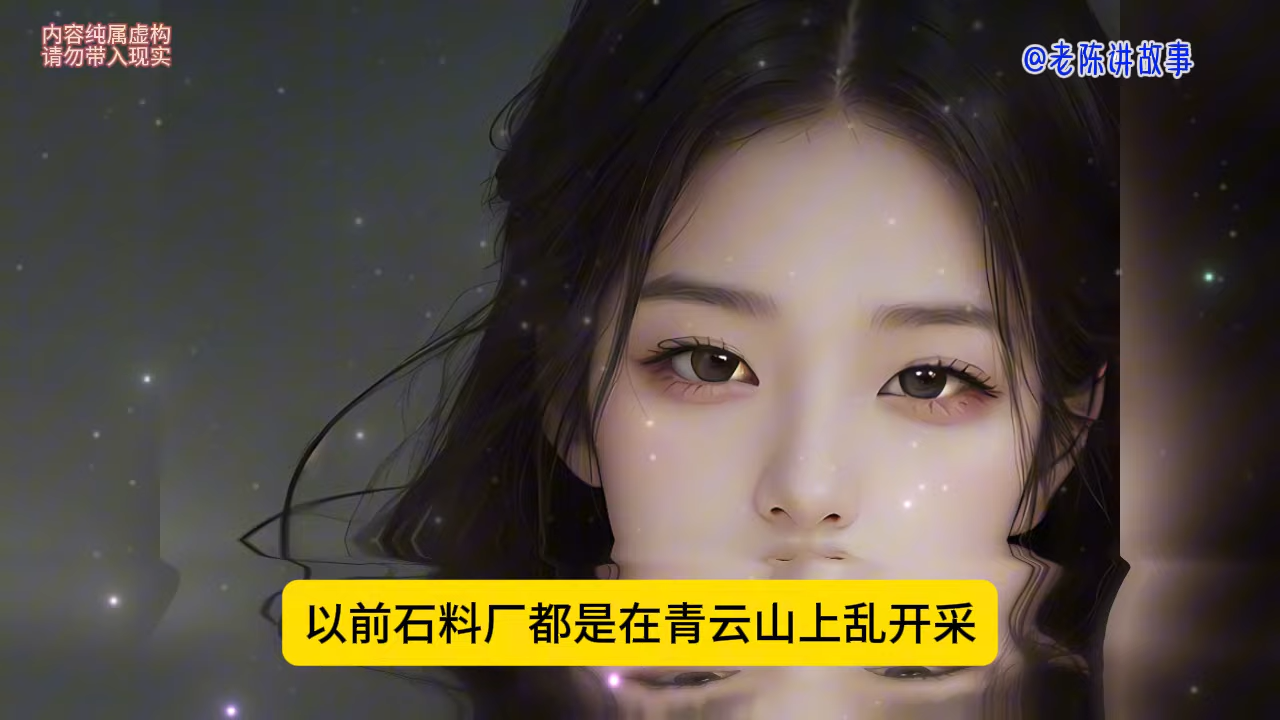 内容纯属虚构
请勿带入现实
@老陈讲故事
以前石料厂都是在青云山上乱开采